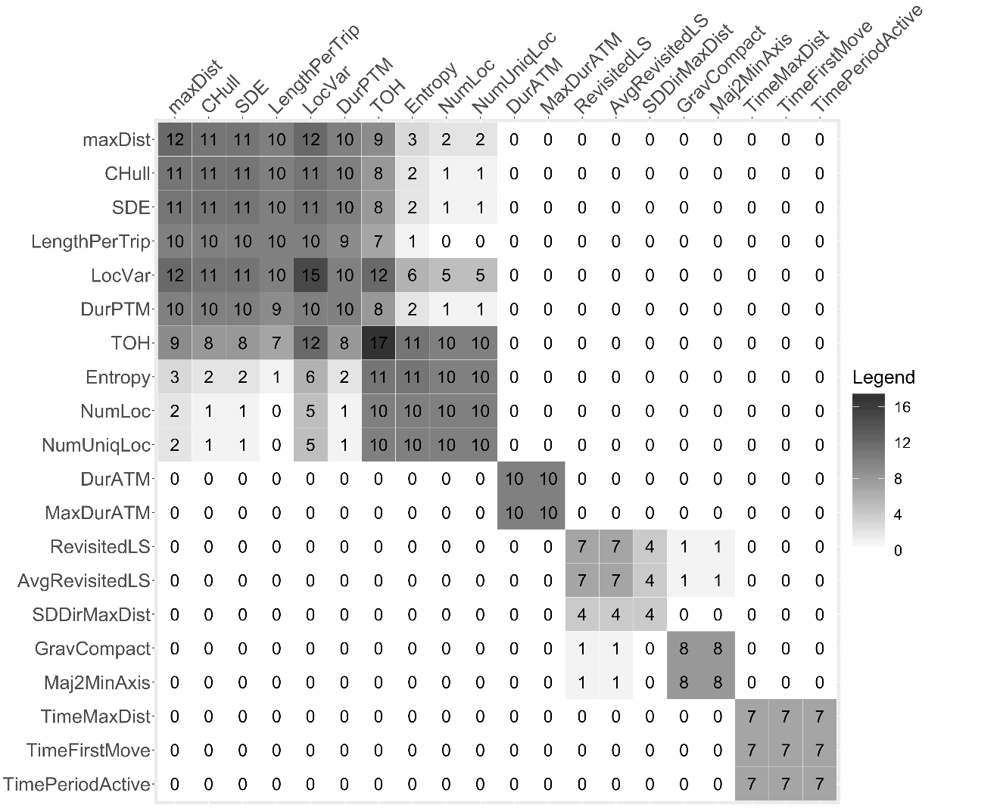 maxDist CHull SDE LengthPerTrip LocVar DurPTM TOH Entropy NumLoc NumUniqLoc DurATM MaxDurATM RevisitedLS AvgRevisitedLS SDDirMaxDist GravCompact Maj2MinAxis TimeMaxDist TimeFirstMove TimePeriodActive
maxDist 12 11 11 10 12 10 9 3 2 2 0 0 0 0 0 0 0 0 0 0
CHull 11 11 11 10 11 10 8 2 1 1 0 0 0 0 0 0 0 0 0 0
SDE 11 11 11 10 11 10 8 2 1 1 0 0 0 0 0 0 0 0 0 0
LengthPerTrip 10 10 10 10 10 9 7 1 0 0 0 0 0 0 0 0 0 0 0 0
LocVar 12 11 11 10 15 10 12 6 5 5 0 0 0 0 0 0 0 0 0 0
DurPTM 10 10 10 9 10 10 8 2 1 1 0 0 0 0 0 0 0 0 0 0
TOH 9 8 8 7 12 8 17 11 10 10 0 0 0 0 0 0 0 0 0 0
Entropy 3 2 2 1 6 2 11 11 10 10 0 0 0 0 0 0 0 0 0 0
NumLoc 2 1 1 0 5 1 10 10 10 10 0 0 0 0 0 0 0 0 0 0
NumUniqLoc 2 1 1 0 5 1 10 10 10 10 0 0 0 0 0 0 0 0 0 0
DurATM 0 0 0 0 0 0 0 0 0 0 10 10 0 0 0 0 0 0 0 0
MaxDurATM 0 0 0 0 0 0 0 0 0 0 10 10 0 0 0 0 0 0 0 0
RevisitedLS 0 0 0 0 0 0 0 0 0 0 0 0 7 7 4 1 1 0 0 0
AvgRevisitedLS 0 0 0 0 0 0 0 0 0 0 0 0 7 7 4 1 1 0 0 0
SDDirMaxDist 0 0 0 0 0 0 0 0 0 0 0 0 4 4 4 0 0 0 0 0
GravCompact 0 0 0 0 0 0 0 0 0 0 0 0 1 1 0 8 8 0 0 0
Maj2MinAxis 0 0 0 0 0 0 0 0 0 0 0 0 1 1 0 8 8 0 0 0
TimeMaxDist 0 0 0 0 0 0 0 0 0 0 0 0 0 0 0 0 0 7 7 7
TimeFirstMove 0 0 0 0 0 0 0 0 0 0 0 0 0 0 0 0 0 7 7 7
TimePeriodActive 0 0 0 0 0 0 0 0 0 0 0 0 0 0 0 0 0 7 7 7
Legend
16
12
8
4
0